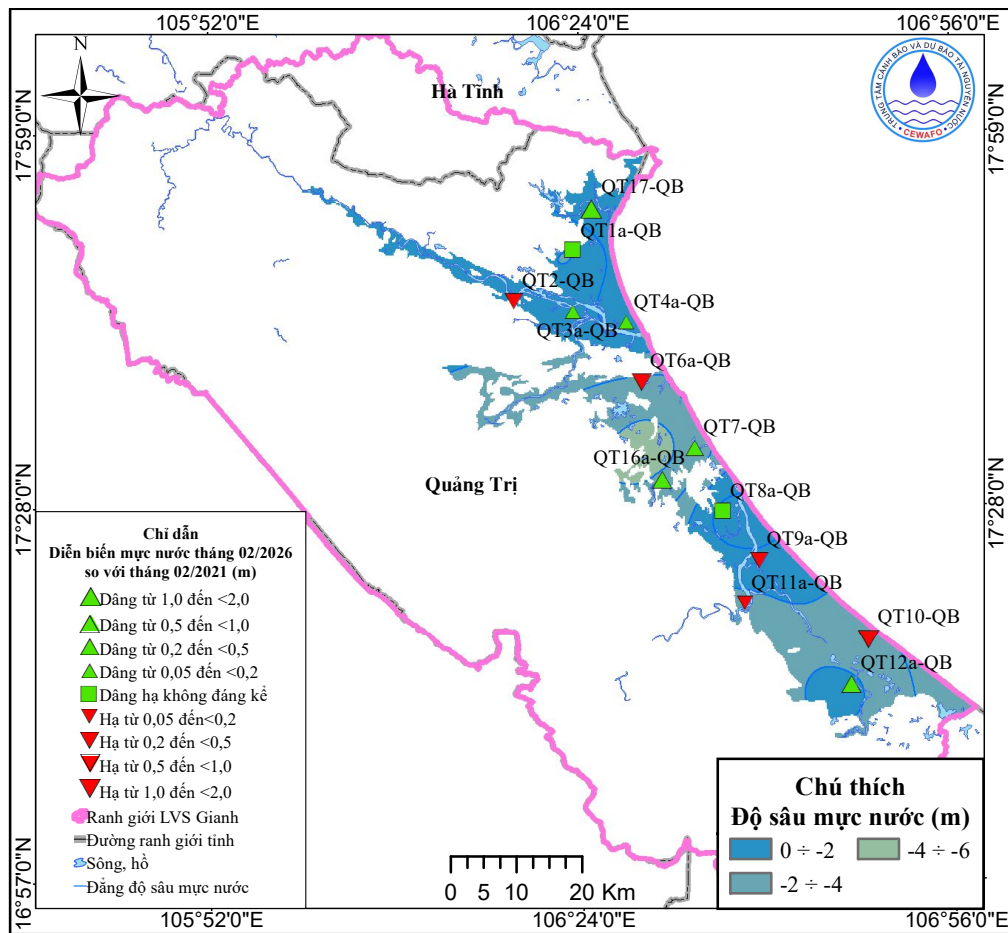 105°52'0"E
106°24'0"E
106°56'0"E
N
Hà Tĩnh
TRUNG TÂM CẢNH BÁO VÀ DỰ BÁO TÀI NGUYÊN NƯỚC
• CEWAFO •
17°59'0"N
17°59'0"N
QT17-QB
QT1a-QB
QT2-QB
QT4a-QB
QT3a-QB
QT6a-QB
QT7-QB
QT16a-QB
Quảng Trị
QT8a-QB
17°28'0"N
17°28'0"N
QT9a-QB
QT11a-QB
QT10-QB
QT12a-QB
Chỉ dẫn
Diễn biến mực nước tháng 02/2026
so với tháng 02/2021 (m)
Dâng từ 1,0 đến <2,0
Dâng từ 0,5 đến <1,0
Dâng từ 0,2 đến <0,5
Dâng từ 0,05 đến <0,2
Dâng hạ không đáng kể
Hạ từ 0,05 đến<0,2
Hạ từ 0,2 đến <0,5
Hạ từ 0,5 đến <1,0
Hạ từ 1,0 đến <2,0
Ranh giới LVS Gianh
Đường ranh giới tỉnh
Sông, hồ
Đẳng độ sâu mực nước
0 5 10 20 Km
Chú thích
Độ sâu mực nước (m)
0 ÷ -2
-4 ÷ -6
-2 ÷ -4
16°57'0"N
16°57'0"N
105°52'0"E
106°24'0"E
106°56'0"E